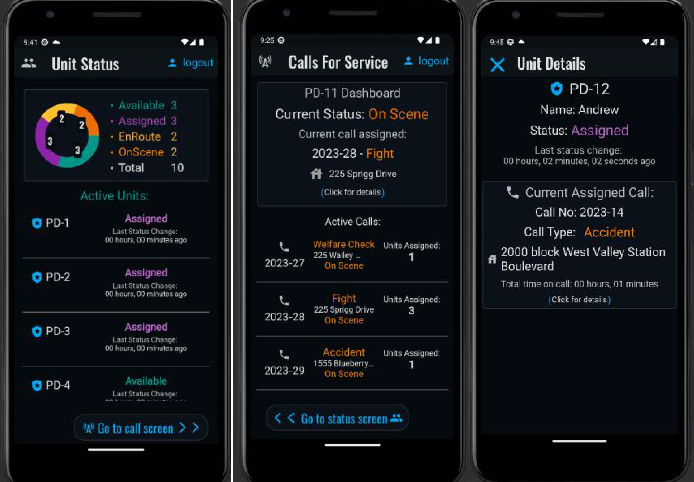 9:41
Unit Status
logout
Available 3
Assigned 3
EnRoute 2
OnScene 2
Total 10
2
2
3
3
Active Units:
PD-1
Assigned
Last Status Change:
00 hours, 00 minutes ago
PD-2
Assigned
Last Status Change:
00 hours, 00 minutes ago
PD-3
Assigned
Last Status Change:
00 hours, 00 minutes ago
PD-4
Available
Last Status Change:
00 hours, 00 minutes ago
Go to call screen > >
9:25
Calls For Service
logout
PD-11 Dashboard
Current Status: On Scene
Current call assigned:
2023-28 - Fight
225 Sprigg Drive
(Click for details)
Active Calls:
2023-27
Welfare Check
225 Walley ..
On Scene
Units Assigned:
1
2023-28
Fight
225 Sprigg Drive
On Scene
Units Assigned:
3
2023-29
Accident
1555 Blueberry...
On Scene
Units Assigned:
1
< < Go to status screen
9:45
Unit Details
PD-12
Name: Andrew
Status: Assigned
Last status change:
00 hours, 02 minutes, 02 seconds ago
Current Assigned Call:
Call No: 2023-14
Call Type: Accident
2000 block West Valley Station
Boulevard
Total time on call: 00 hours, 01 minutes
(Click for details)